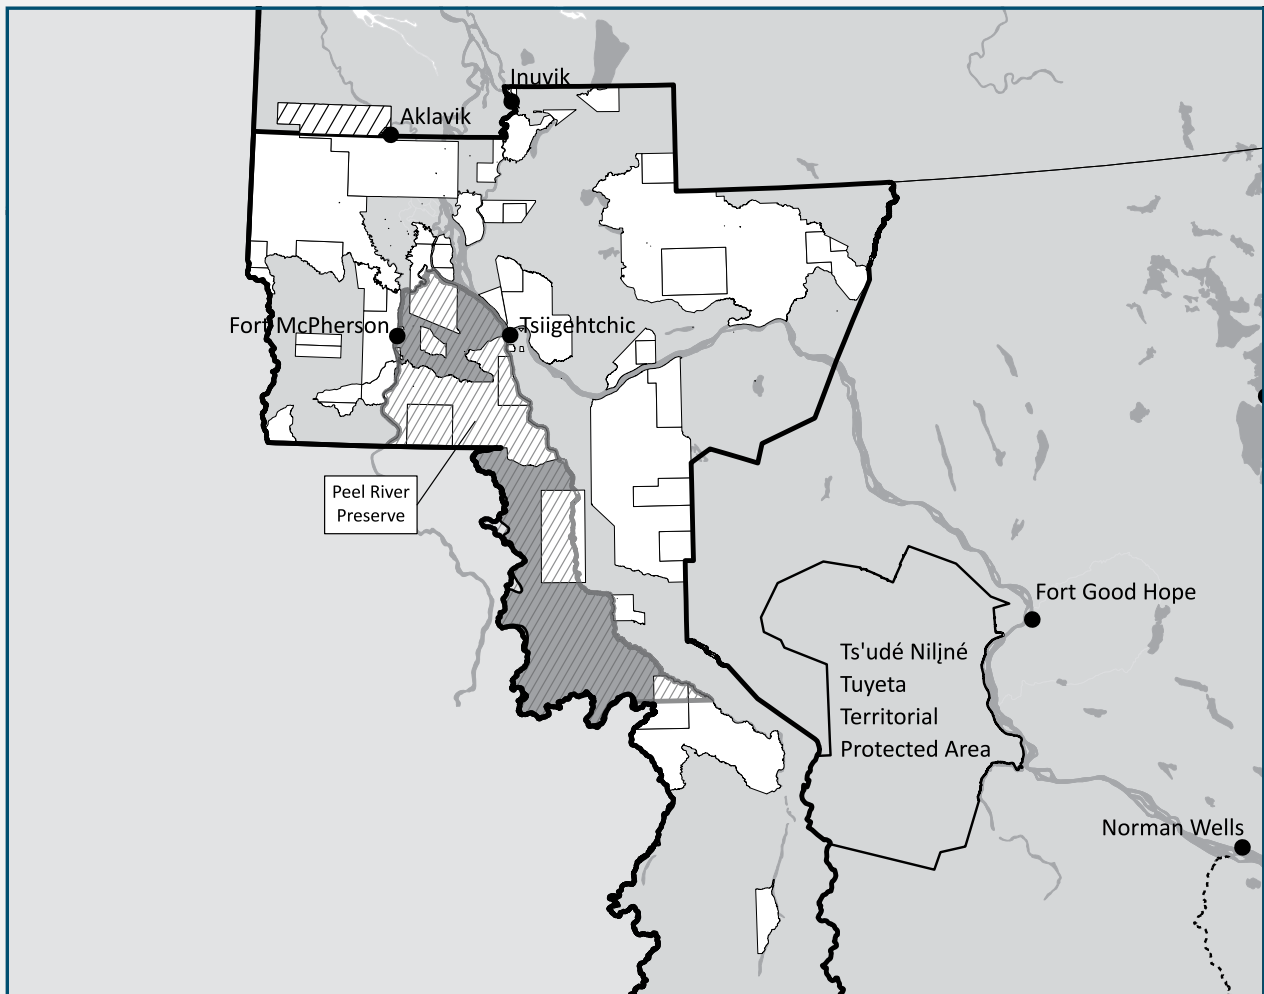 Inuvik
Aklavik
Fort McPherson
Tsiigehtchic
Peel River
Preserve
Fort Good Hope
Ts'udé Nilįné
Tuyeta
Territorial
Protected Area
Norman Wells